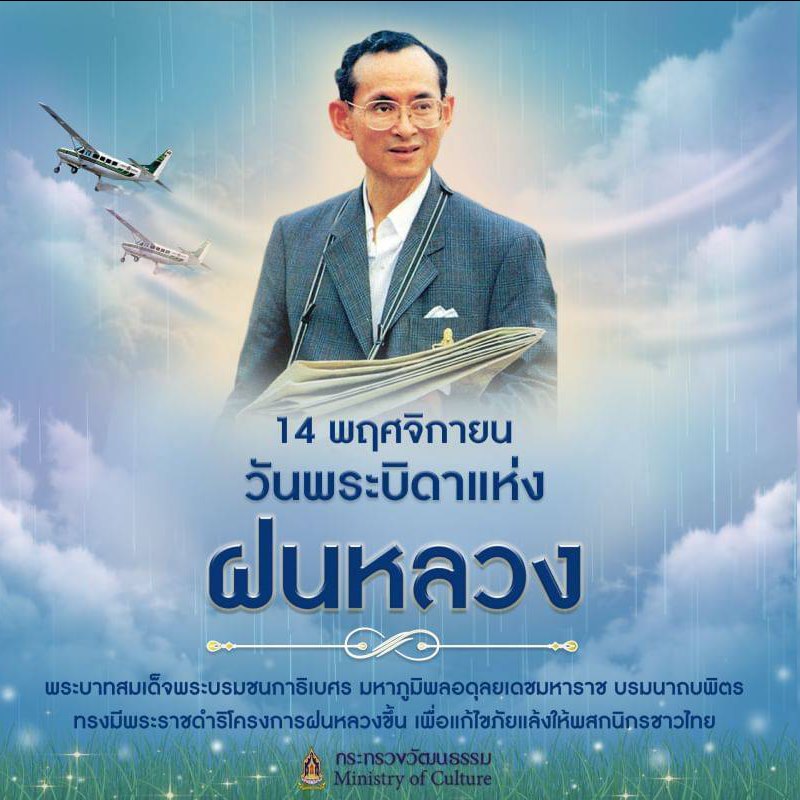 14 พฤศจิกายน
วันพระบิดาแห่ง
ฝนหลวง
พระบาทสมเด็จพระบรมชนกาธิเบศร มหาภูมิพลอดุลยเดชมหาราช บรมนาถบพิตร
ทรงมีพระราชดำริโครงการฝนหลวงขึ้น เพื่อแก้ไขภัยแล้งให้พสกนิกรชาวไทย
กระทรวงวัฒนธรรม
Ministry of Culture